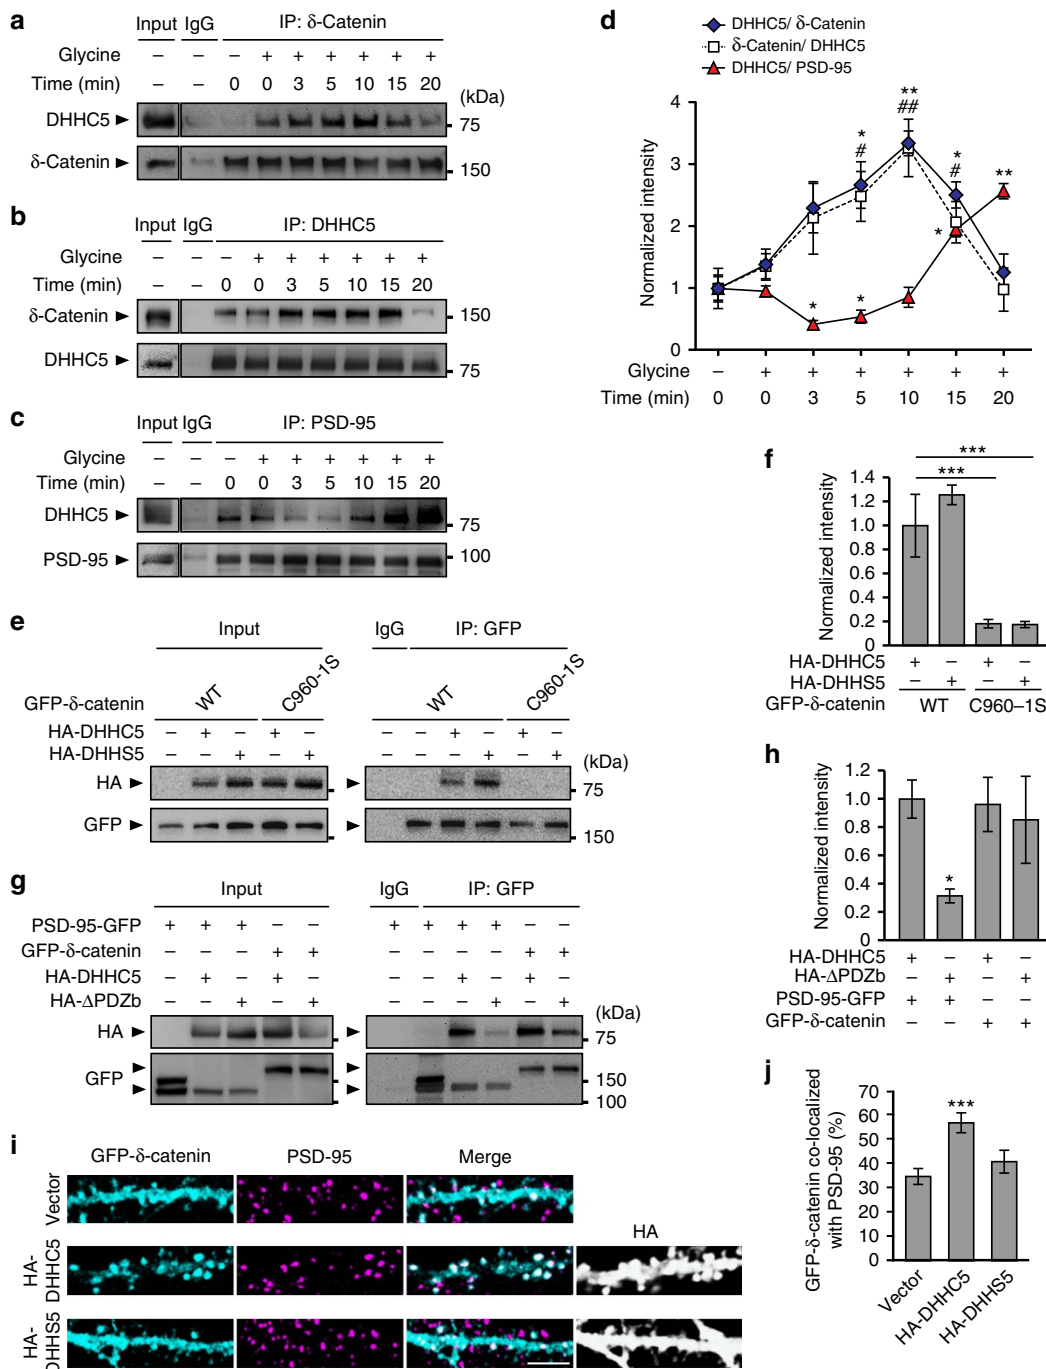 a
Input IgG IP: δ-Catenin
Glycine – – – + + + + + +
Time (min) – – 0 0 3 5 10 15 20
(kDa)
DHHC5 75
δ-Catenin 150
b
Input IgG IP: DHHC5
Glycine – – – + + + + + +
Time (min) – – 0 0 3 5 10 15 20
δ-Catenin 150
DHHC5 75
c
Input IgG IP: PSD-95
Glycine – – – + + + + + +
Time (min) – – 0 0 3 5 10 15 20
DHHC5 75
PSD-95 100
d
DHHC5/ δ-Catenin
δ-Catenin/ DHHC5
DHHC5/ PSD-95
Normalized intensity
4
3
2
1
0
* # ** ## * # **
* * *
Glycine – + + + + + +
Time (min) 0 0 3 5 10 15 20
e
Input IgG IP: GFP
GFP-δ-catenin WT C960-1S WT C960-1S
HA-DHHC5 – + – + – – – + – + –
HA-DHHS5 – – + – + – – – + – +
(kDa)
HA 75
GFP 150
f
***
***
Normalized intensity
1.4
1.2
1.0
0.8
0.6
0.4
0.2
0
HA-DHHC5 + – + –
HA-DHHS5 – + – +
GFP-δ-catenin WT C960–1S
g
Input IgG IP: GFP
PSD-95-GFP + + + – – + + + + – –
GFP-δ-catenin – – – + + – – – – + +
HA-DHHC5 – + – + – – – + – + –
HA-ΔPDZb – – + – + – – – + – +
(kDa)
HA 75
GFP 150
100
h
Normalized intensity
1.2
1.0
0.8
0.6
0.4
0.2
0
*
HA-DHHC5 + – + –
HA-ΔPDZb – + – +
PSD-95-GFP + + – –
GFP-δ-catenin – – + +
i
GFP-δ-catenin PSD-95 Merge
Vector
HA
HA-DHHC5
HA-DHHS5
j
GFP-δ-catenin co-localized
with PSD-95 (%)
70
60
50
40
30
20
10
0
***
Vector HA-DHHC5 HA-DHHS5